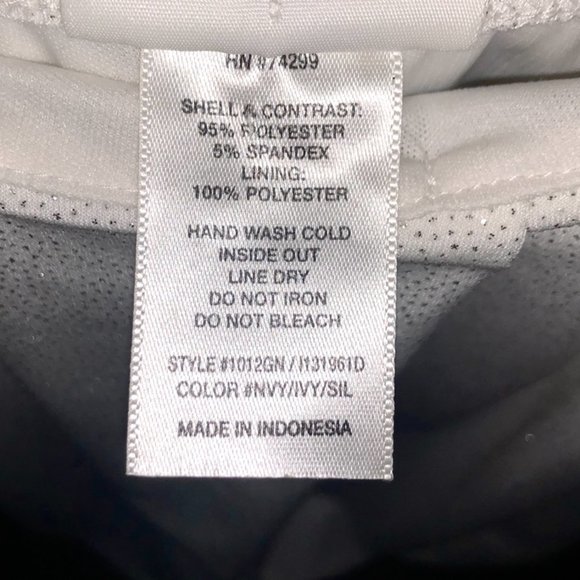 RN #74299
SHELL & CONTRAST:
95% POLYESTER
5% SPANDEX
LINING:
100% POLYESTER
HAND WASH COLD
INSIDE OUT
LINE DRY
DO NOT IRON
DO NOT BLEACH
STYLE #1012GN / I131961D
COLOR #NVY/IVY/SIL
MADE IN INDONESIA